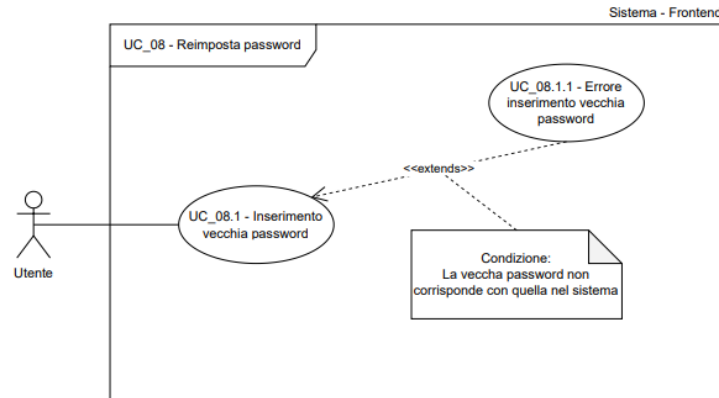 Sistema - Frontend
UC_08 - Reimposta password
UC_08.1.1 - Errore
inserimento vecchia
password
<<extends>>
UC_08.1 - Inserimento
vecchia password
Utente
Condizione:
La veccha password non
corrisponde con quella nel sistema